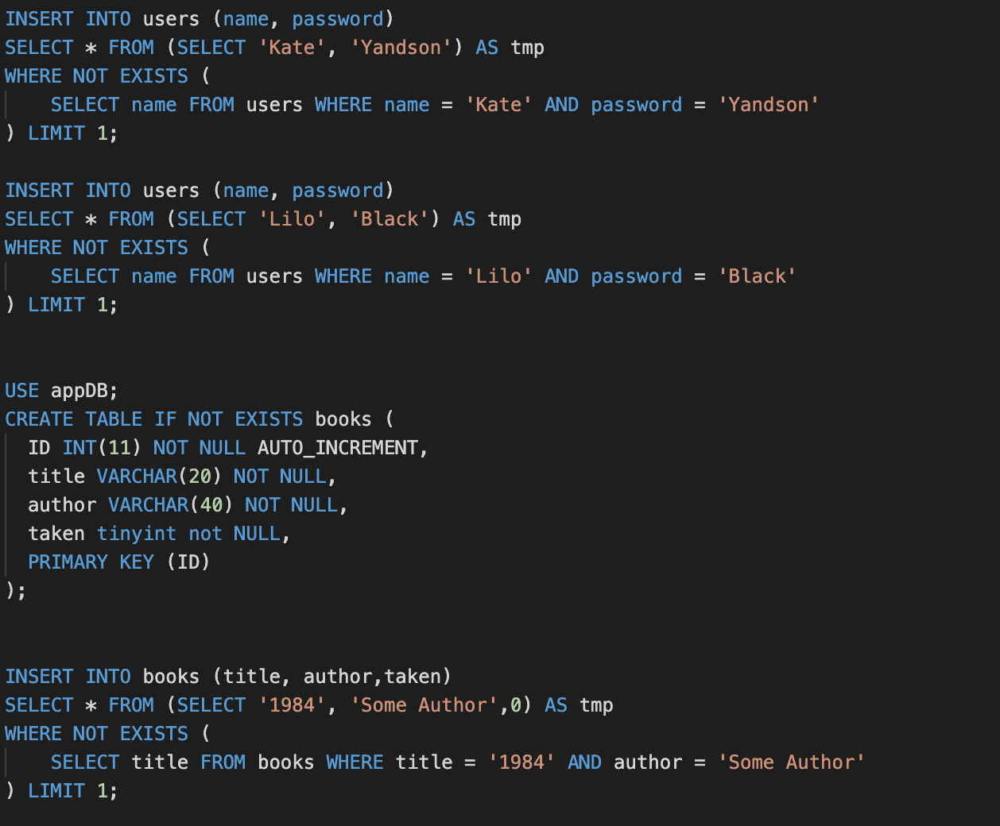 INSERT INTO users (name, password)
SELECT * FROM (SELECT 'Kate', 'Yandson') AS tmp
WHERE NOT EXISTS (
    SELECT name FROM users WHERE name = 'Kate' AND password = 'Yandson'
) LIMIT 1;

INSERT INTO users (name, password)
SELECT * FROM (SELECT 'Lilo', 'Black') AS tmp
WHERE NOT EXISTS (
    SELECT name FROM users WHERE name = 'Lilo' AND password = 'Black'
) LIMIT 1;


USE appDB;
CREATE TABLE IF NOT EXISTS books (
  ID INT(11) NOT NULL AUTO_INCREMENT,
  title VARCHAR(20) NOT NULL,
  author VARCHAR(40) NOT NULL,
  taken tinyint not NULL,
  PRIMARY KEY (ID)
);


INSERT INTO books (title, author,taken)
SELECT * FROM (SELECT '1984', 'Some Author',0) AS tmp
WHERE NOT EXISTS (
    SELECT title FROM books WHERE title = '1984' AND author = 'Some Author'
) LIMIT 1;